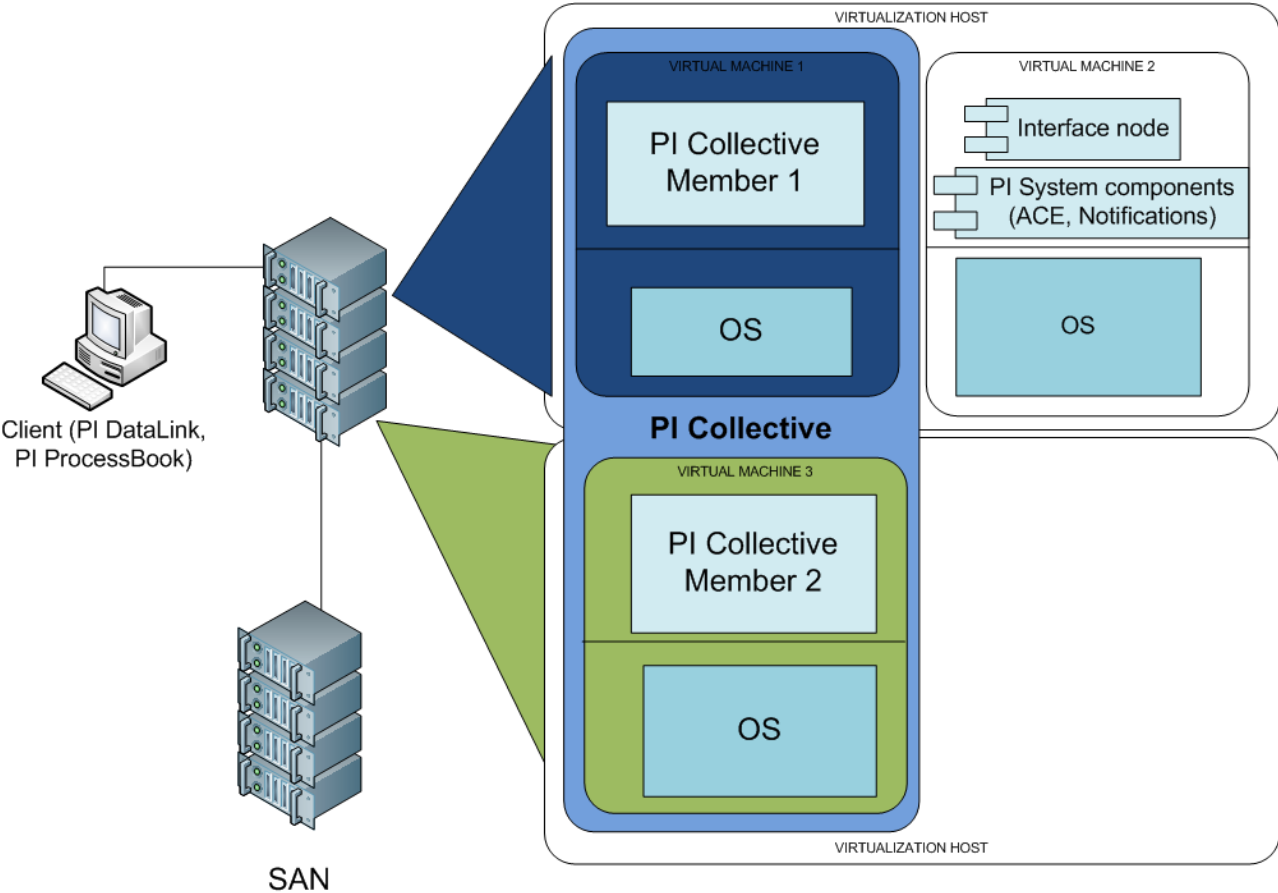 VIRTUALIZATION HOST
VIRTUAL MACHINE 1
PI Collective
Member 1
OS
VIRTUAL MACHINE 2
Interface node
PI System components
(ACE, Notifications)
OS
Client (PI DataLink,
PI ProcessBook)
PI Collective
VIRTUAL MACHINE 3
PI Collective
Member 2
OS
VIRTUALIZATION HOST
SAN